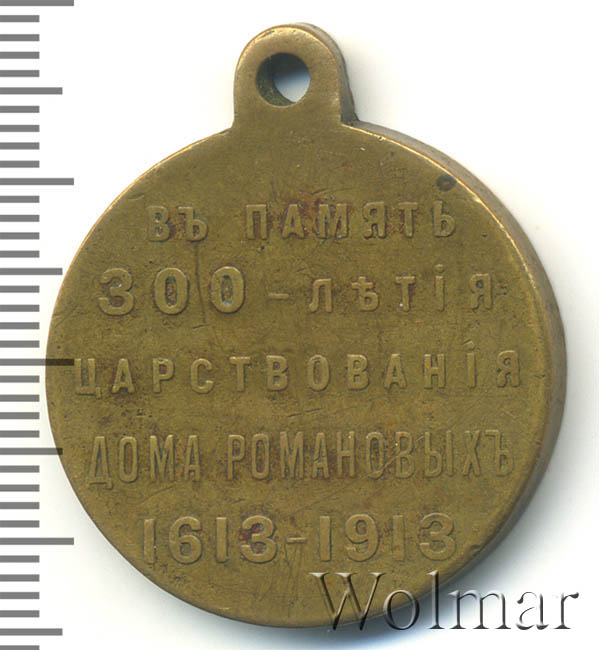 ВЪ ПАМЯТЬ
300-ЛѢТІЯ
ЦАРСТВОВАНІЯ
ДОМА РОМАНОВЫХЪ
1613-1913
Wolmar